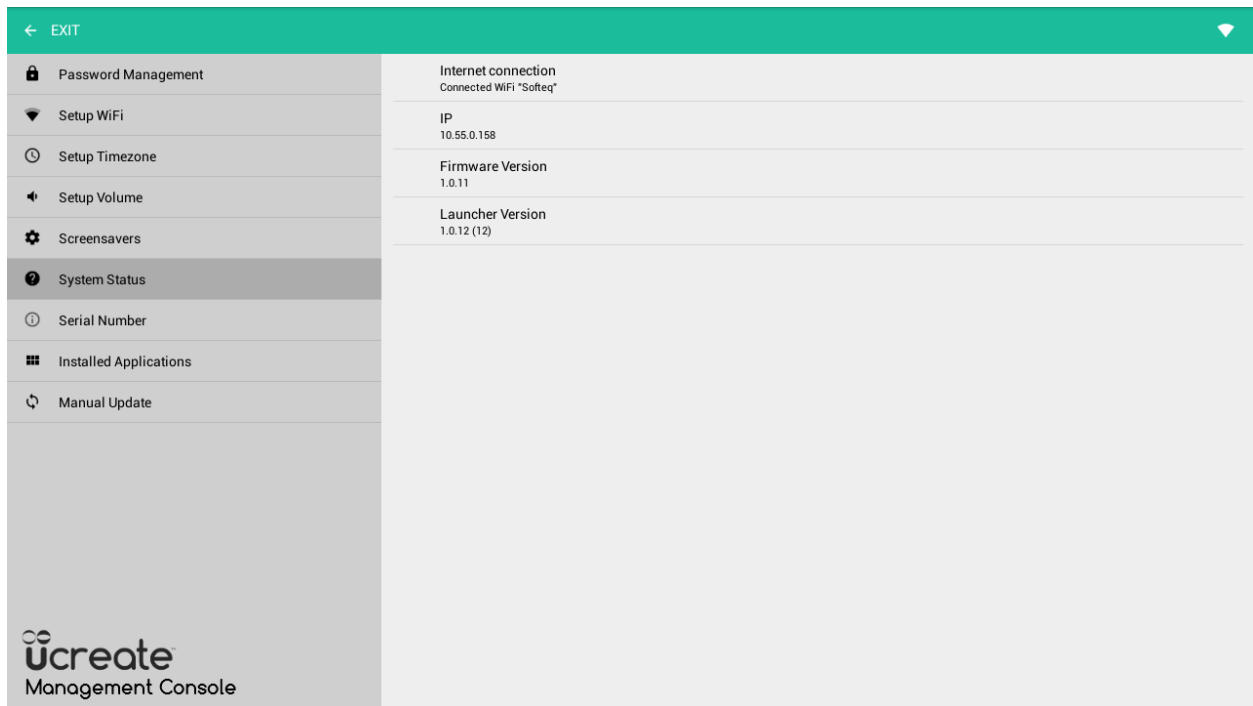 EXIT
Password Management
Setup WiFi
Setup Timezone
Setup Volume
Screensavers
System Status
Serial Number
Installed Applications
Manual Update
ücreate™
Management Console
Internet connection
Connected WiFi "Softeq"
IP
10.55.0.158
Firmware Version
1.0.11
Launcher Version
1.0.12 (12)